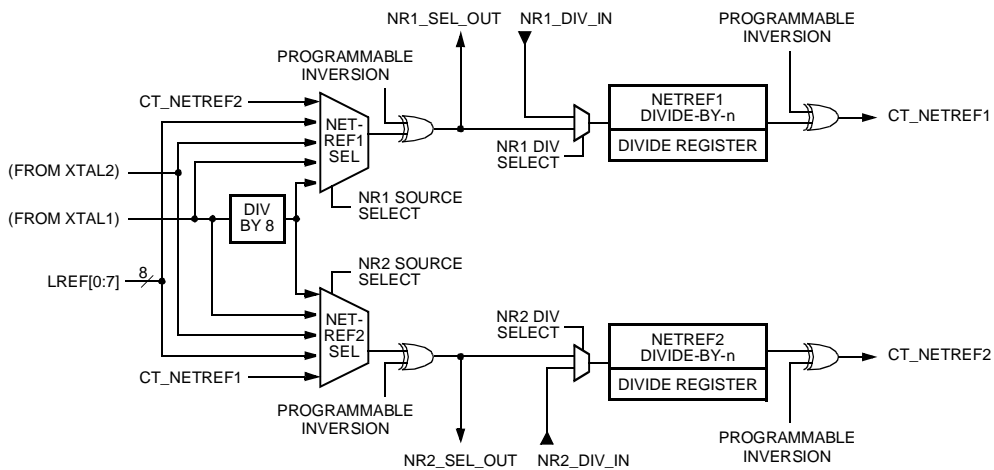 NR1_SEL_OUT
NR1_DIV_IN
PROGRAMMABLE
INVERSION
PROGRAMMABLE
INVERSION
CT_NETREF2
NET-
REF1
SEL
NETREF1
DIVIDE-BY-n
DIVIDE REGISTER
CT_NETREF1
NR1 DIV
SELECT
(FROM XTAL2)
NR1 SOURCE
SELECT
(FROM XTAL1)
DIV
BY 8
LREF[0:7]
8
NR2 SOURCE
SELECT
NET-
REF2
SEL
NR2 DIV
SELECT
NETREF2
DIVIDE-BY-n
DIVIDE REGISTER
CT_NETREF2
CT_NETREF1
PROGRAMMABLE
INVERSION
NR2_SEL_OUT
NR2_DIV_IN
PROGRAMMABLE
INVERSION